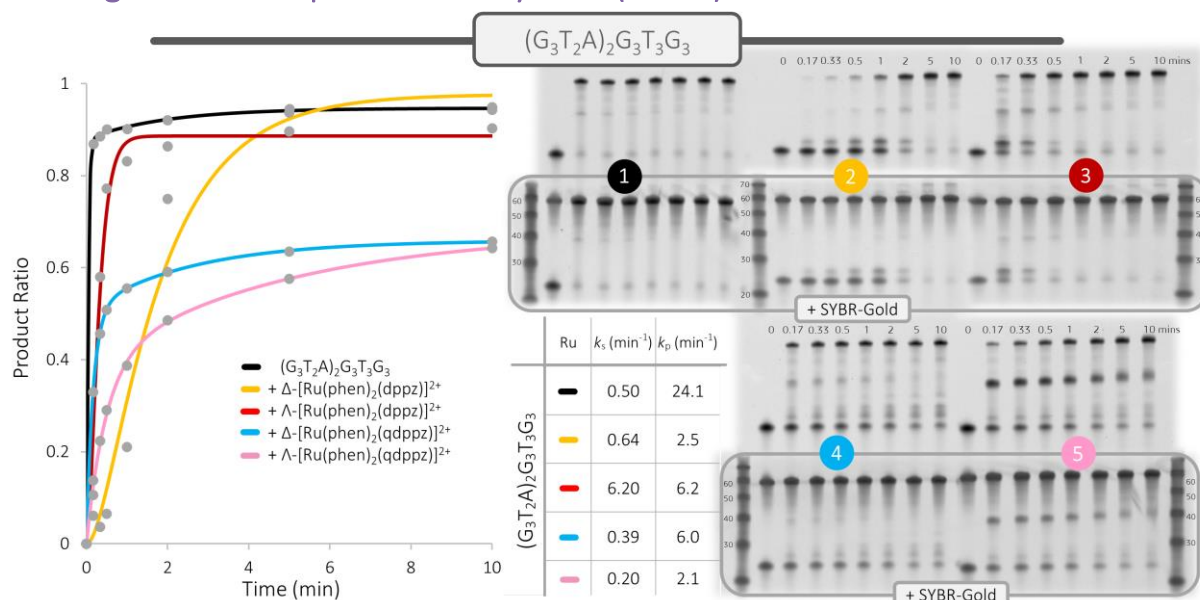 (G₃T₂A)₂G₃T₃G₃
1
0.8
0.6
0.4
0.2
0
Product Ratio
0 2 4 6 8 10
Time (min)
(G₃T₂A)₂G₃T₃G₃
+ Δ-[Ru(phen)₂(dppz)]²⁺
+ Λ-[Ru(phen)₂(dppz)]²⁺
+ Δ-[Ru(phen)₂(qdppz)]²⁺
+ Λ-[Ru(phen)₂(qdppz)]²⁺
0 0.17 0.33 0.5 1 2 5 10
0 0.17 0.33 0.5 1 2 5 10 mins
1
2
3
60
50
40
30
70
60
50
40
30
20
+ SYBR-Gold
Ru kₛ (min⁻¹) kₚ (min⁻¹)
0.50 24.1
0.64 2.5
6.20 6.2
0.39 6.0
0.20 2.1
(G₃T₂A)₂G₃T₃G₃
0 0.17 0.33 0.5 1 2 5 10
0 0.17 0.33 0.5 1 2 5 10 mins
4
5
60
50
40
30
60
50
40
30
+ SYBR-Gold